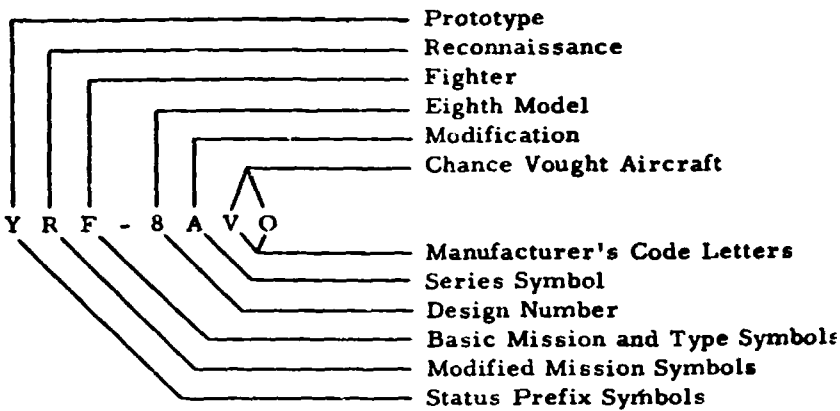 Prototype
Reconnaissance
Fighter
Eighth Model
Modification
Chance Vought Aircraft
Y R F - 8 A V O
Manufacturer's Code Letters
Series Symbol
Design Number
Basic Mission and Type Symbols
Modified Mission Symbols
Status Prefix Symbols